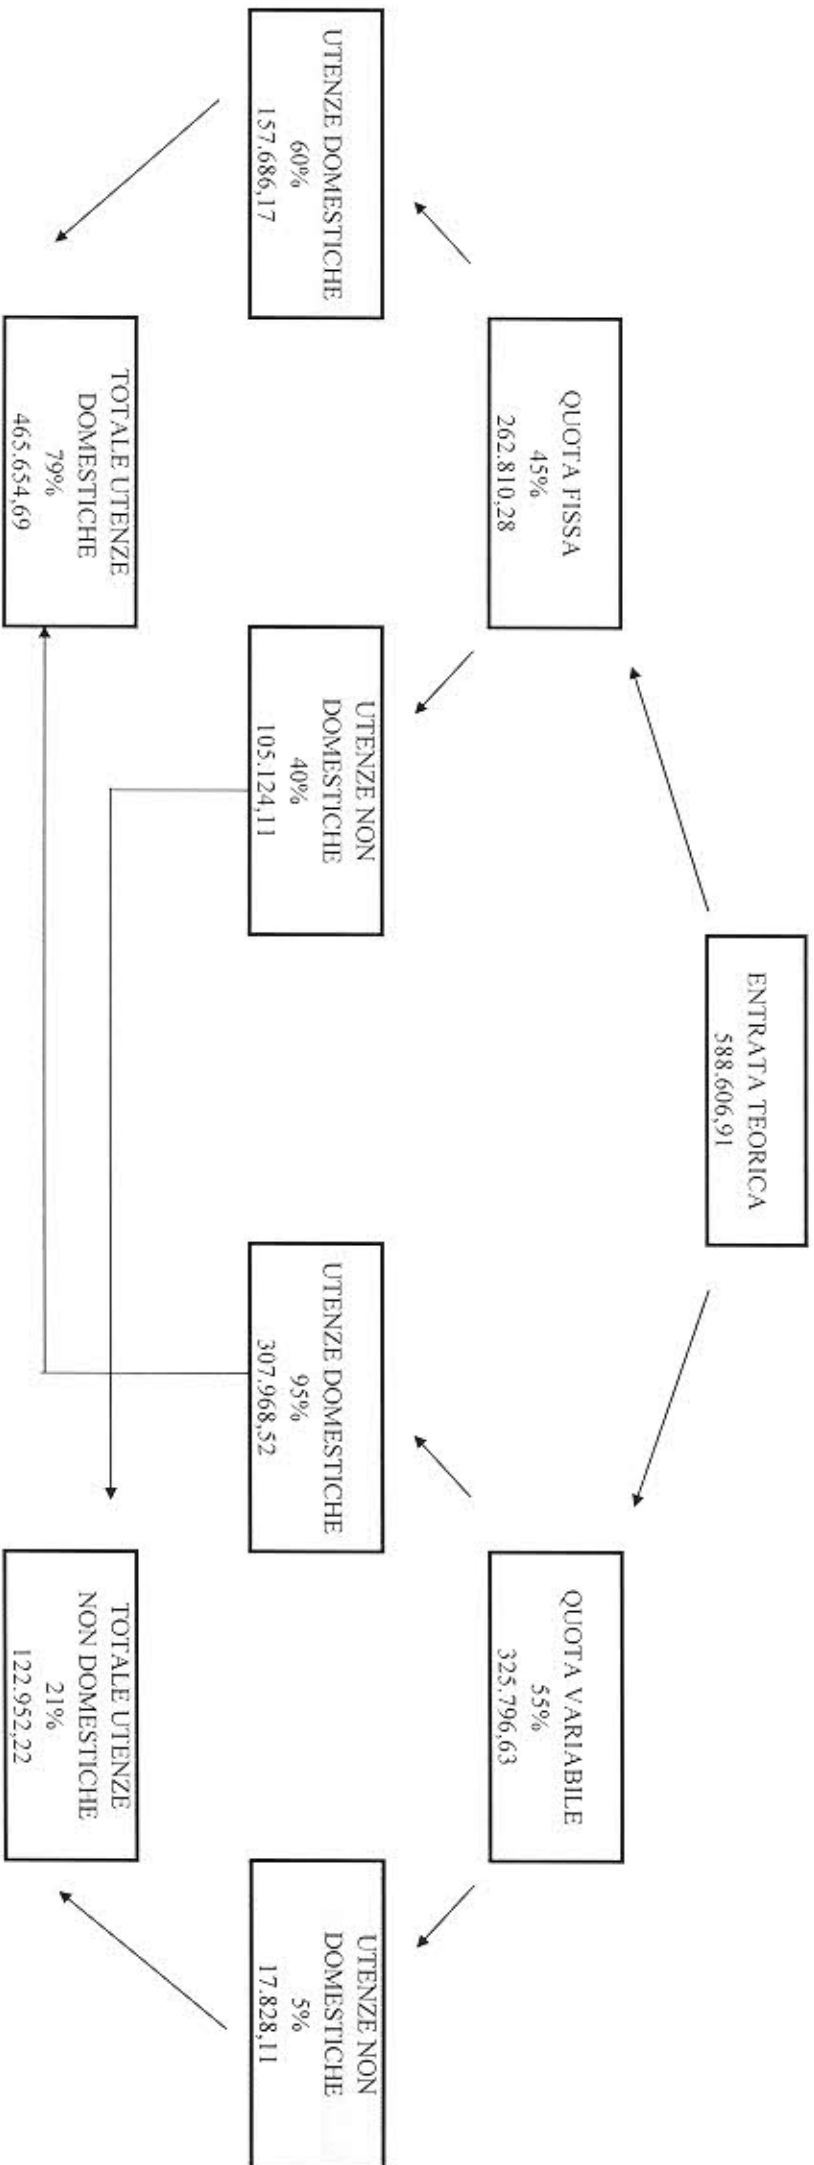 ENTRATA TEORICA
588.606,91
QUOTA FISSA
45%
262.810,28
QUOTA VARIABILE
55%
325.796,63
UTENZE DOMESTICHE
60%
157.686,17
UTENZE NON
DOMESTICHE
40%
105.124,11
UTENZE DOMESTICHE
95%
307.968,52
UTENZE NON
DOMESTICHE
5%
17.828,11
TOTALE UTENZE
DOMESTICHE
79%
465.654,69
TOTALE UTENZE
NON DOMESTICHE
21%
122.952,22